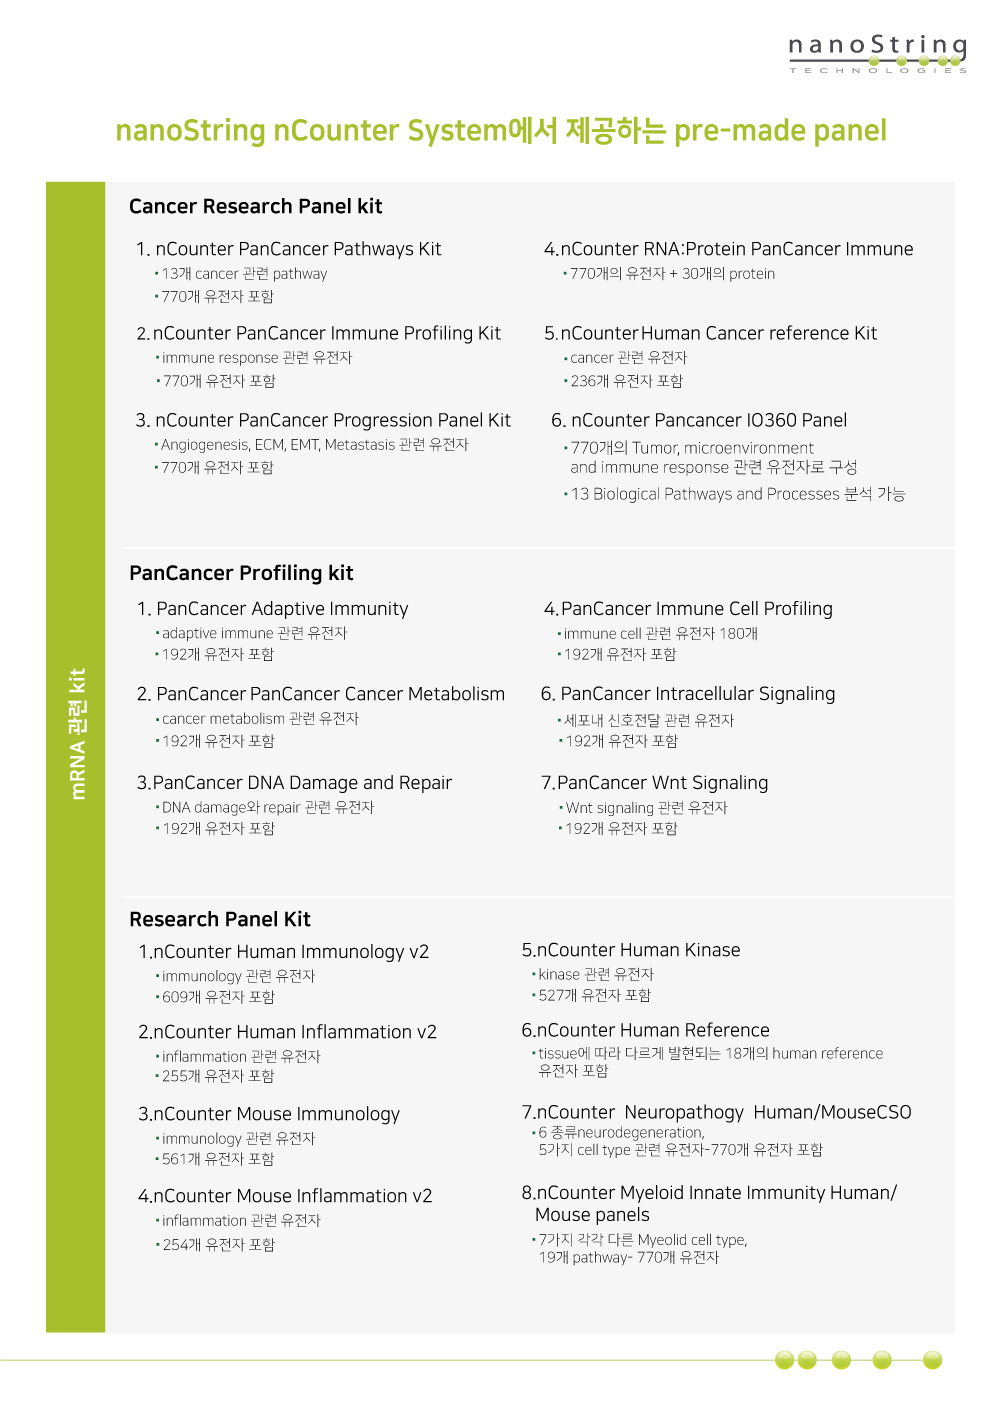 nanoString
TECHNOLOGIES
nanoString nCounter System에서 제공하는 pre-made panel
mRNA 관련 kit
Cancer Research Panel kit
1. nCounter PanCancer Pathways Kit
• 13개 cancer 관련 pathway
• 770개 유전자 포함
2. nCounter PanCancer Immune Profiling Kit
• immune response 관련 유전자
• 770개 유전자 포함
3. nCounter PanCancer Progression Panel Kit
• Angiogenesis, ECM, EMT, Metastasis 관련 유전자
• 770개 유전자 포함
4.nCounter RNA:Protein PanCancer Immune
• 770개의 유전자 + 30개의 protein
5.nCounter Human Cancer reference Kit
• cancer 관련 유전자
• 236개 유전자 포함
6. nCounter Pancancer IO360 Panel
• 770개의 Tumor, microenvironment
and immune response 관련 유전자로 구성
• 13 Biological Pathways and Processes 분석 가능
PanCancer Profiling kit
1. PanCancer Adaptive Immunity
• adaptive immune 관련 유전자
• 192개 유전자 포함
2. PanCancer PanCancer Cancer Metabolism
• cancer metabolism 관련 유전자
• 192개 유전자 포함
3.PanCancer DNA Damage and Repair
• DNA damage와 repair 관련 유전자
• 192개 유전자 포함
4.PanCancer Immune Cell Profiling
• immune cell 관련 유전자 180개
• 192개 유전자 포함
6. PanCancer Intracellular Signaling
• 세포내 신호전달 관련 유전자
• 192개 유전자 포함
7.PanCancer Wnt Signaling
• Wnt signaling 관련 유전자
• 192개 유전자 포함
Research Panel Kit
1.nCounter Human Immunology v2
• immunology 관련 유전자
• 609개 유전자 포함
2.nCounter Human Inflammation v2
• inflammation 관련 유전자
• 255개 유전자 포함
3.nCounter Mouse Immunology
• immunology 관련 유전자
• 561개 유전자 포함
4.nCounter Mouse Inflammation v2
• inflammation 관련 유전자
• 254개 유전자 포함
5.nCounter Human Kinase
• kinase 관련 유전자
• 527개 유전자 포함
6.nCounter Human Reference
• tissue에 따라 다르게 발현되는 18개의 human reference
유전자 포함
7.nCounter Neuropathogy Human/MouseCSO
• 6 종류neurodegeneration,
5가지 cell type 관련 유전자-770개 유전자 포함
8.nCounter Myeloid Innate Immunity Human/
Mouse panels
• 7가지 각각 다른 Myeolid cell type,
19개 pathway- 770개 유전자